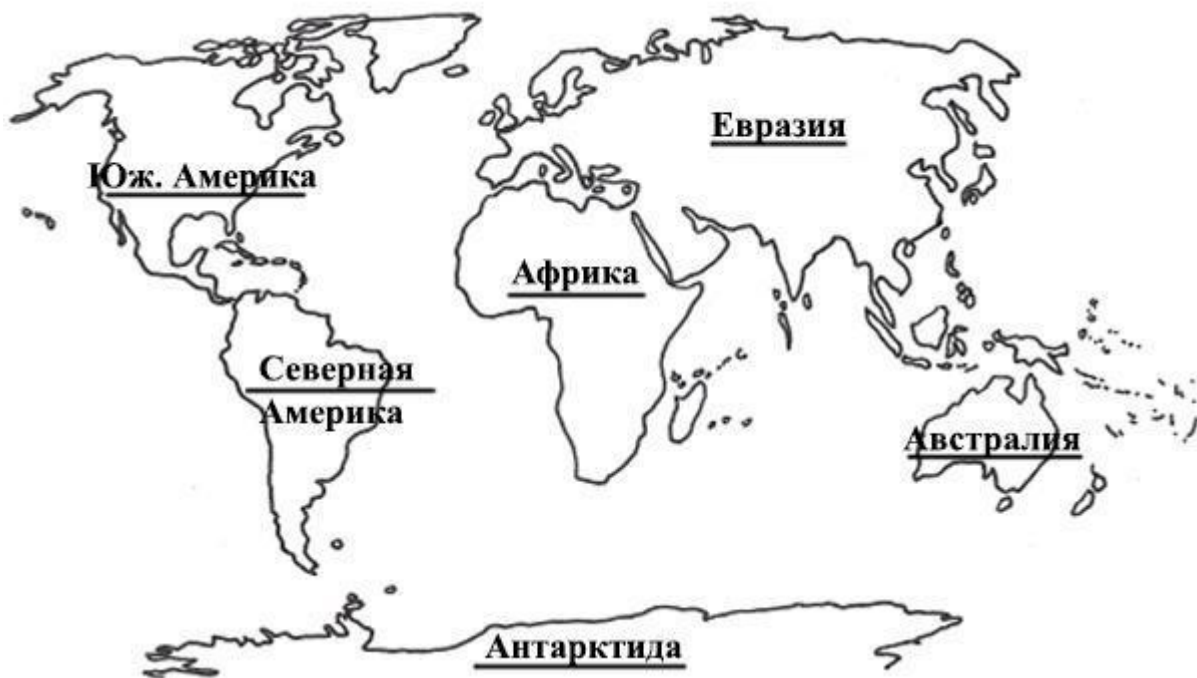 Евразия
Юж. Америка
Африка
Северная
Америка
Австралия
Антарктида